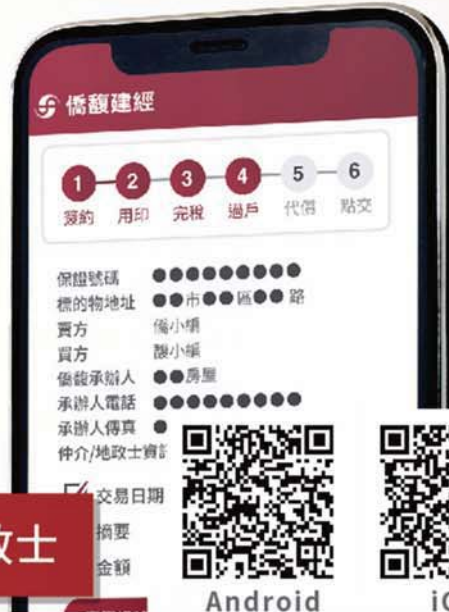 僑馥建經
1 2 3 4 5 6
簽約 用印 完稅 過戶 代償 點交
保證號碼 ●●●●●●●●●
標的物地址 ●●市●●區●● 路
賣方 僑小編
買方 馥小編
僑馥承辦人 ●●房屋
承辦人電話 ●●●●●●●●●
承辦人傳真 ●
仲介/地政士資訊
交易日期
摘要
金額
政士
Android
iO